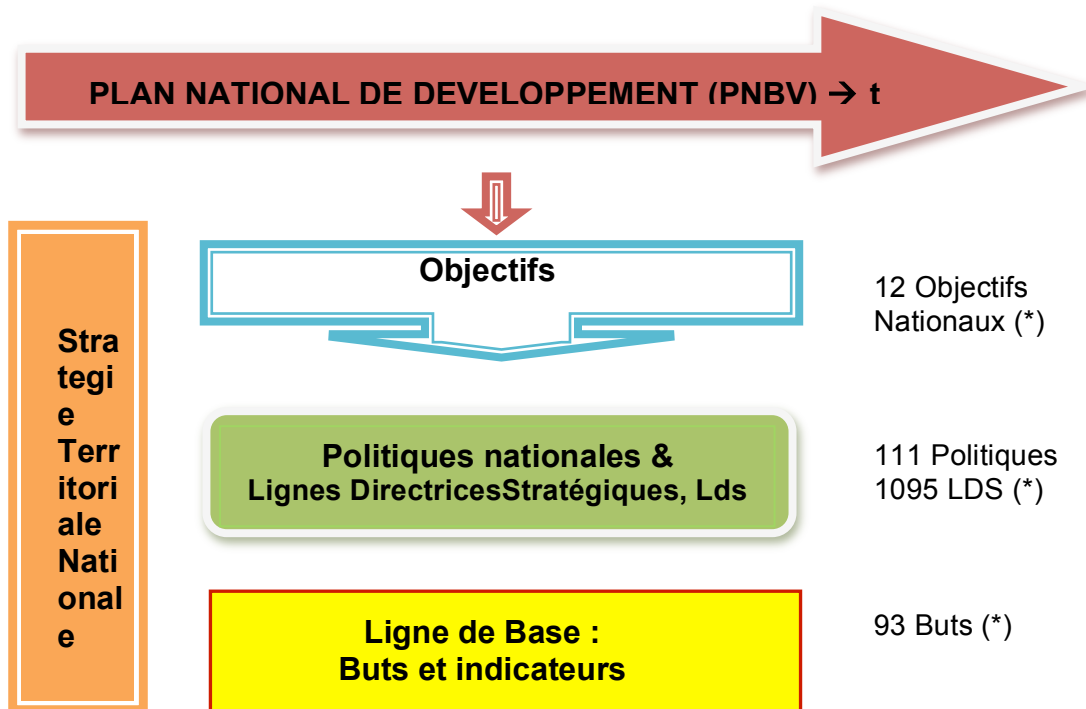 PLAN NATIONAL DE DEVELOPPEMENT (PNBV) → t
Objectifs
12 Objectifs
Nationaux (*)
Stra
tegi
e
Terr
itori
ale
Nati
onal
e
Politiques nationales &
Lignes DirectricesStratégiques, Lds
111 Politiques
1095 LDS (*)
Ligne de Base :
Buts et indicateurs
93 Buts (*)